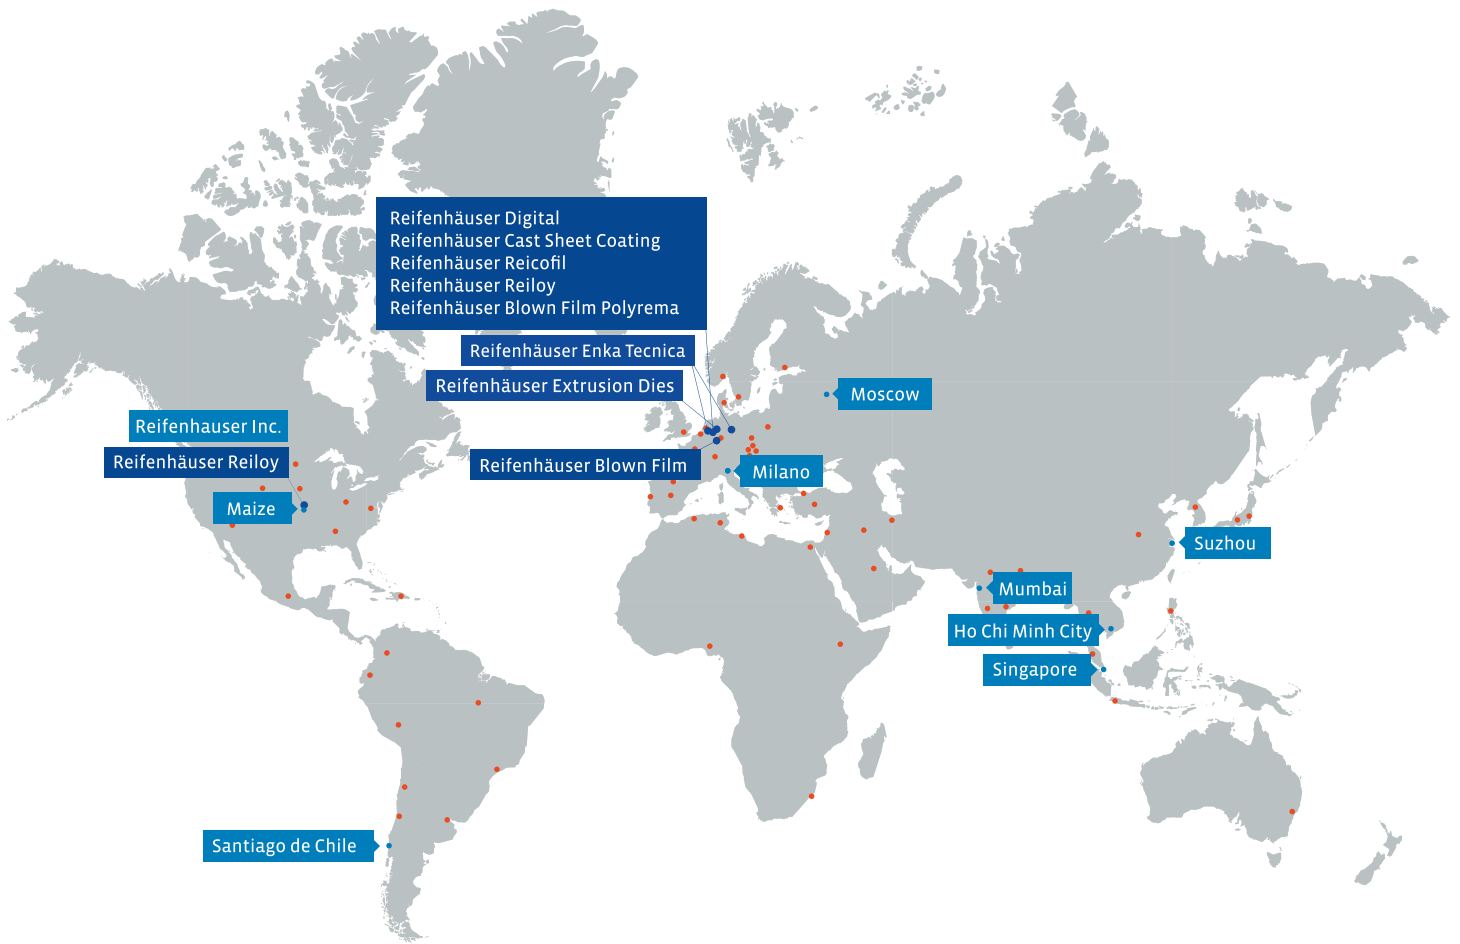 Reifenhäuser Digital
Reifenhäuser Cast Sheet Coating
Reifenhäuser Reicofil
Reifenhäuser Reiloy
Reifenhäuser Blown Film Polyrema
Reifenhäuser Enka Tecnica
Reifenhäuser Extrusion Dies
Moscow
Reifenhauser Inc.
Reifenhäuser Reiloy
Reifenhäuser Blown Film
Milano
Maize
Suzhou
Mumbai
Ho Chi Minh City
Singapore
Santiago de Chile